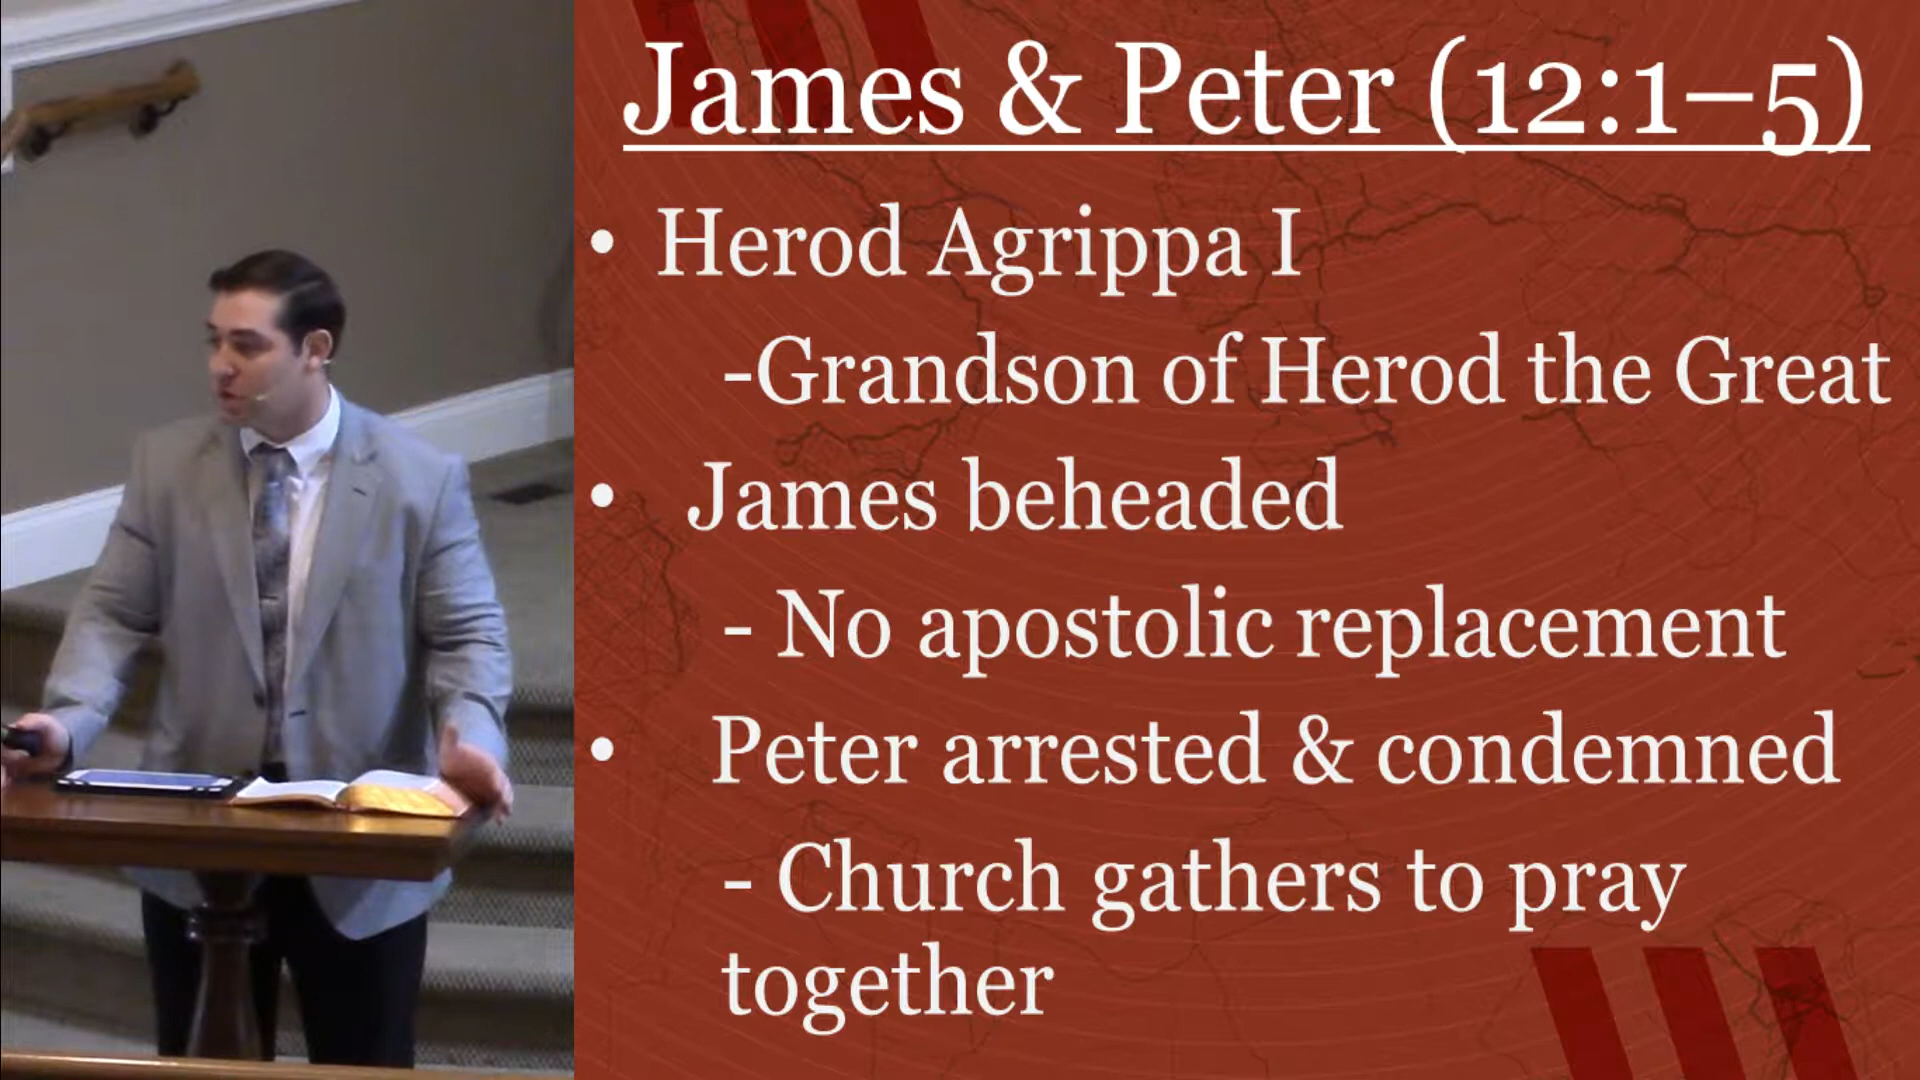 James & Peter (12:1–5)
• Herod Agrippa I
-Grandson of Herod the Great
• James beheaded
- No apostolic replacement
• Peter arrested & condemned
- Church gathers to pray
together